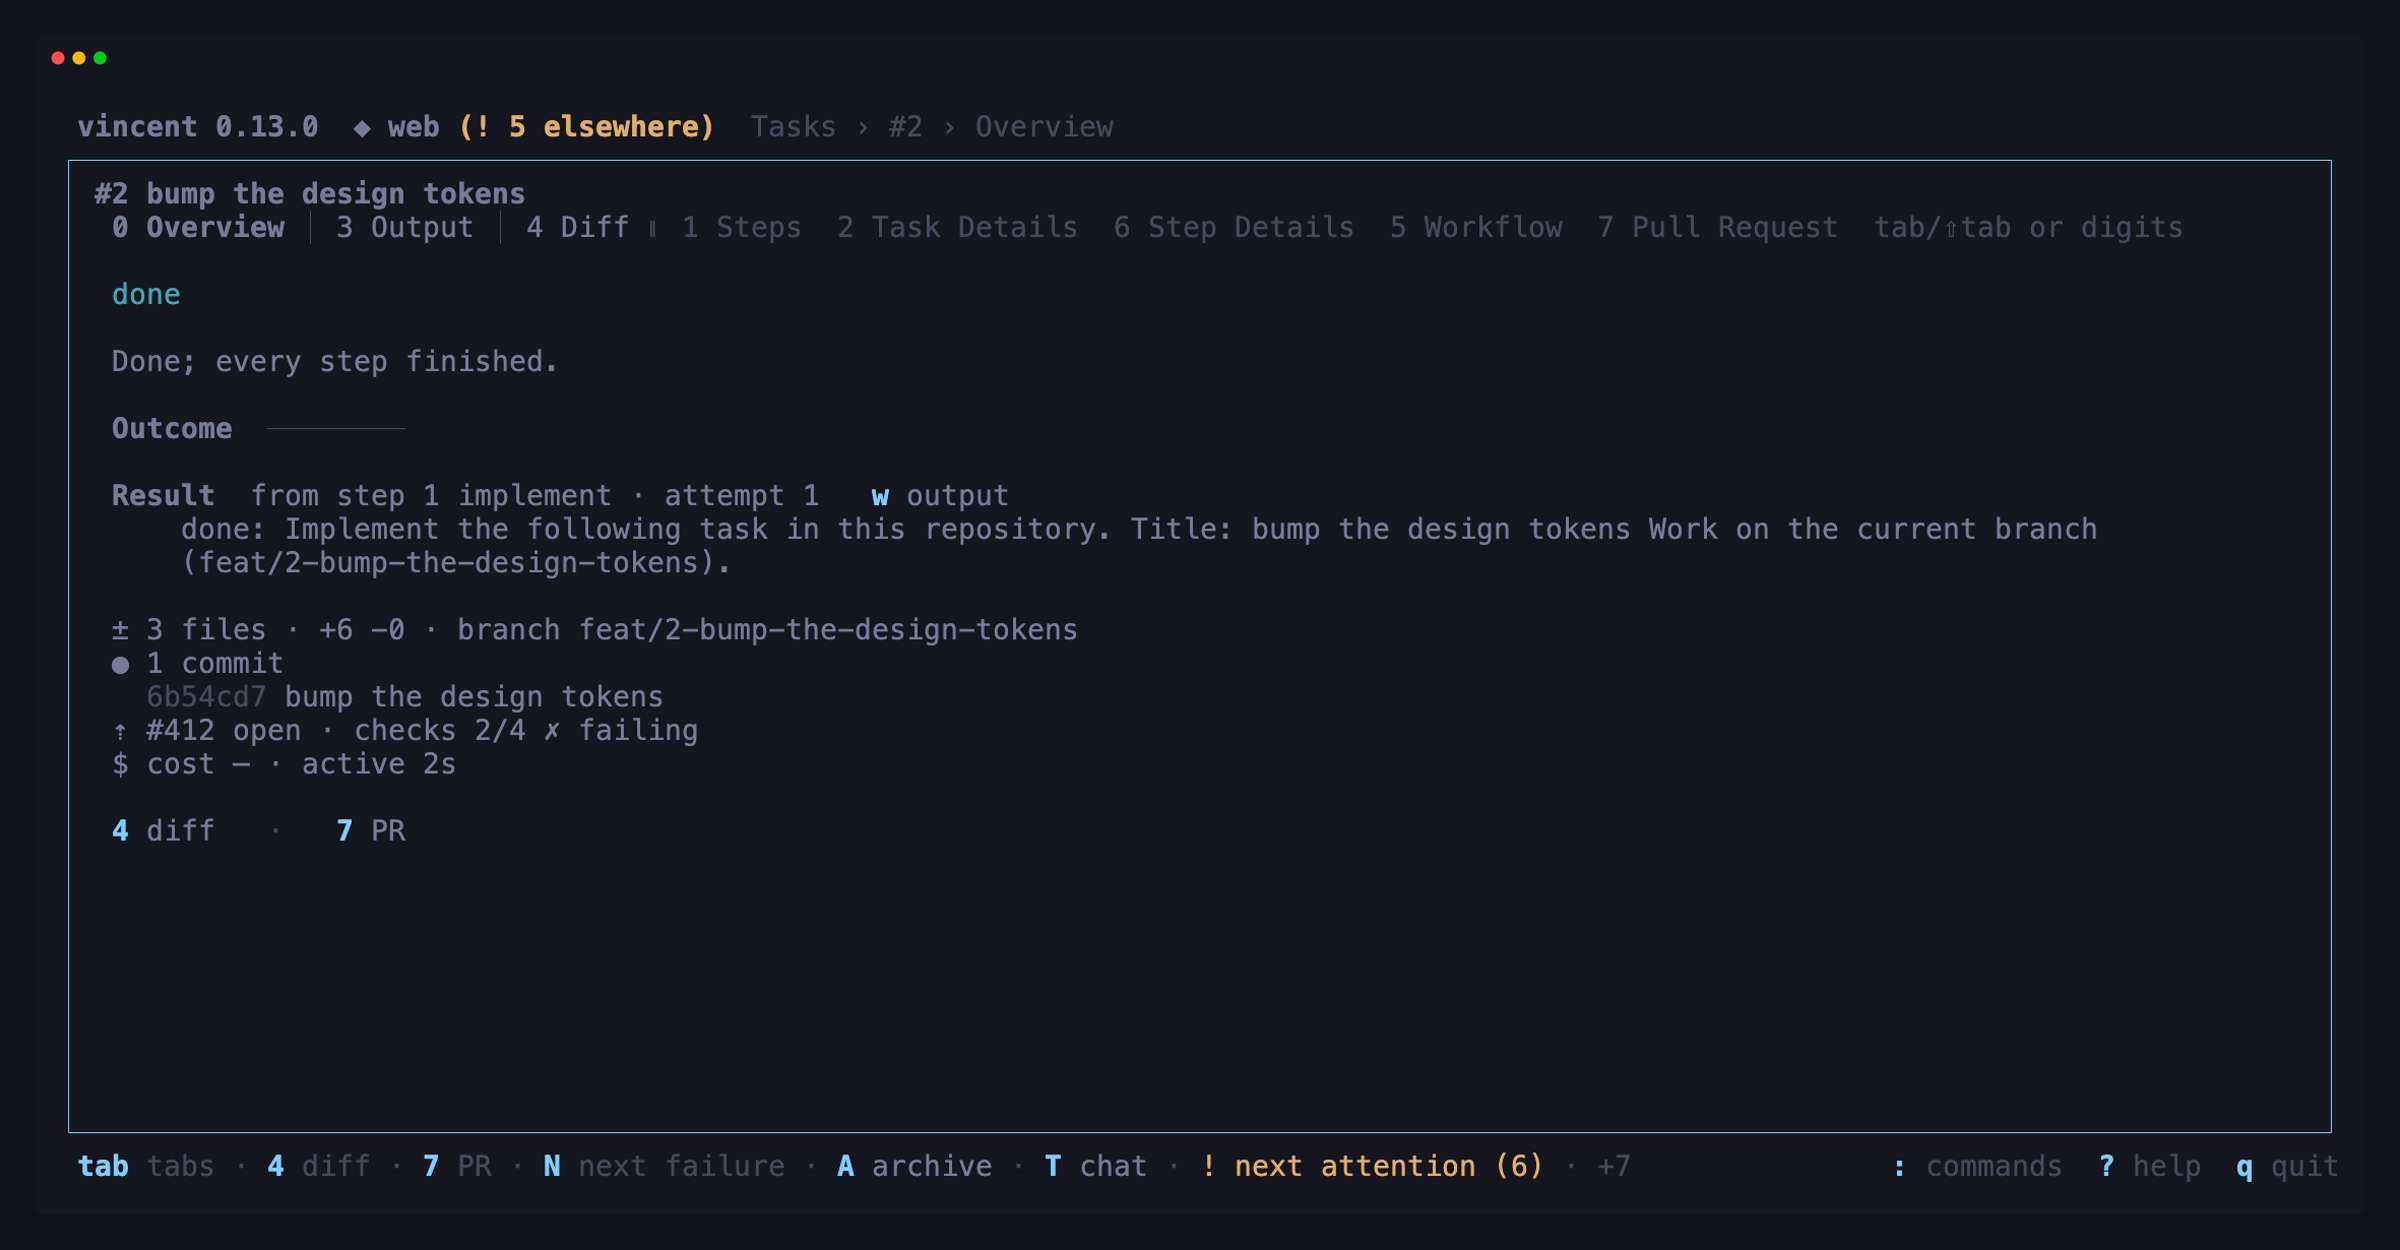 vincent 0.13.0 ◆ web (! 5 elsewhere) Tasks › #2 › Overview
#2 bump the design tokens
0 Overview │ 3 Output │ 4 Diff ‖ 1 Steps 2 Task Details 6 Step Details 5 Workflow 7 Pull Request tab/⇧tab or digits
done
Done; every step finished.
Outcome ────────
Result from step 1 implement · attempt 1 w output
done: Implement the following task in this repository. Title: bump the design tokens Work on the current branch
(feat/2-bump-the-design-tokens).
± 3 files · +6 −0 · branch feat/2-bump-the-design-tokens
● 1 commit
6b54cd7 bump the design tokens
⇡ #412 open · checks 2/4 ✗ failing
$ cost — · active 2s
4 diff · 7 PR
tab tabs · 4 diff · 7 PR · N next failure · A archive · T chat · ! next attention (6) · +7 : commands ? help q quit